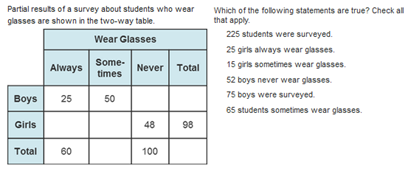 Partial results of a survey about students who wear
glasses are shown in the two-way table.
Wear Glasses
Always Some-
times Never Total
Boys 25 50
Girls 48 98
Total 60 100
Which of the following statements are true? Check all
that apply.
225 students were surveyed.
25 girls always wear glasses.
15 girls sometimes wear glasses.
52 boys never wear glasses.
75 boys were surveyed.
65 students sometimes wear glasses.